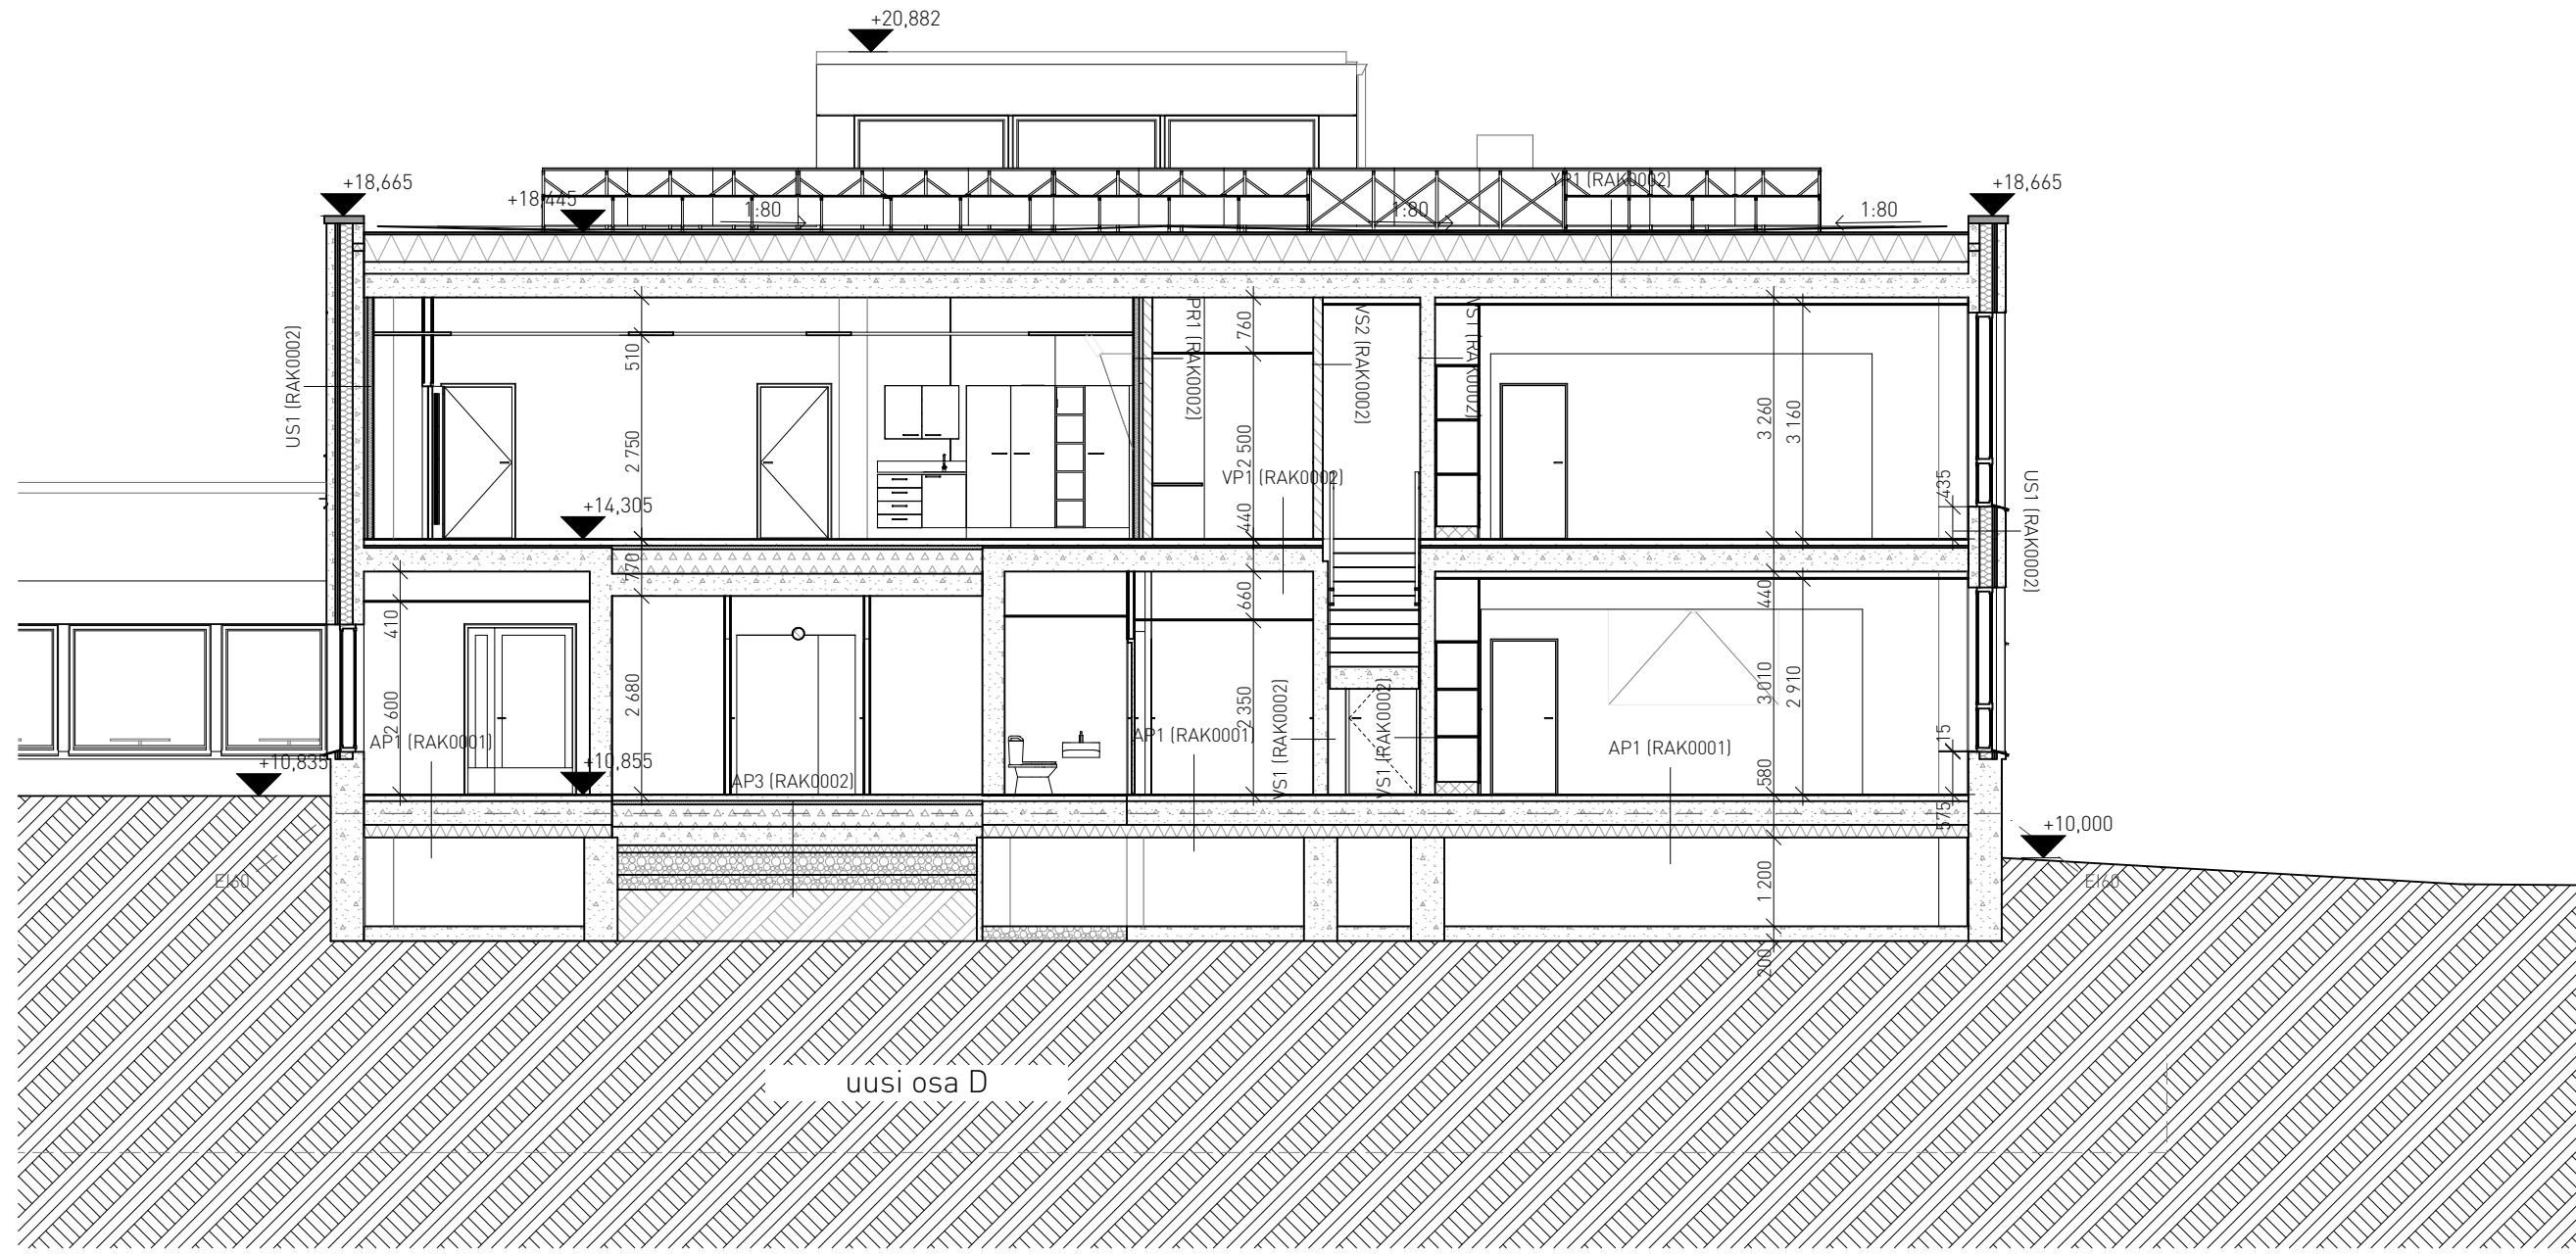 +20,882
+18,665
+18,665
YP1 (RAK0002)
+18,445
1:80
1:80
1:80
US1 (RAK0002)
510
2 750
PR1 (RAK0002)
760
2 500
440
VS2 (RAK0002)
VS1 (RAK0002)
3 260
3 160
435
US1 (RAK0002)
VP1 (RAK0002)
+14,305
770
410
2 600
2 680
660
2 350
440
3 010
2 910
15
AP1 (RAK0001)
+10,835
+10,855
AP3 (RAK0002)
AP1 (RAK0001)
VS1 (RAK0002)
VS1 (RAK0002)
AP1 (RAK0001)
580
575
+10,000
EI60
EI60
1 200
200
uusi osa D